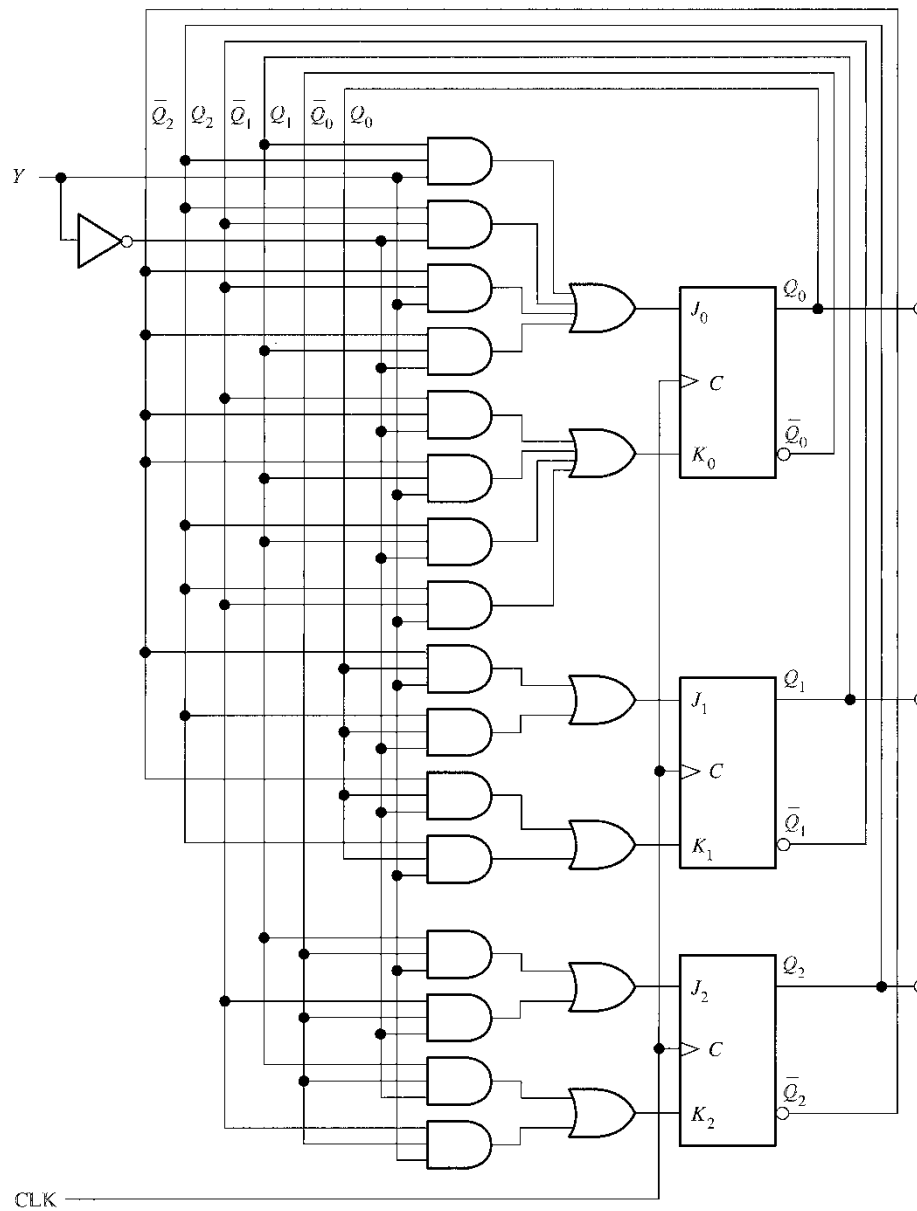 Q̅₂ Q₂ Q̅₁ Q₁ Q̅₀ Q₀
Y
Q₀
J₀
C
Q̅₀
K₀
Q₁
J₁
C
Q̅₁
K₁
Q₂
J₂
C
Q̅₂
K₂
CLK